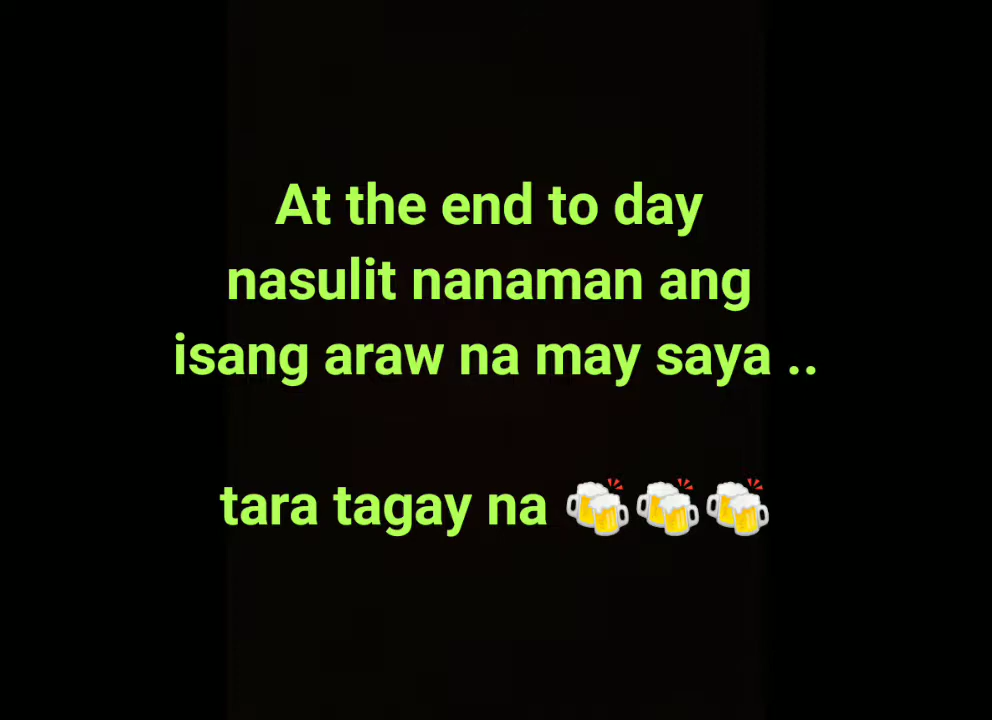 At the end to day
nasulit nanaman ang
isang araw na may saya ..
tara tagay na 🍻🍻🍻